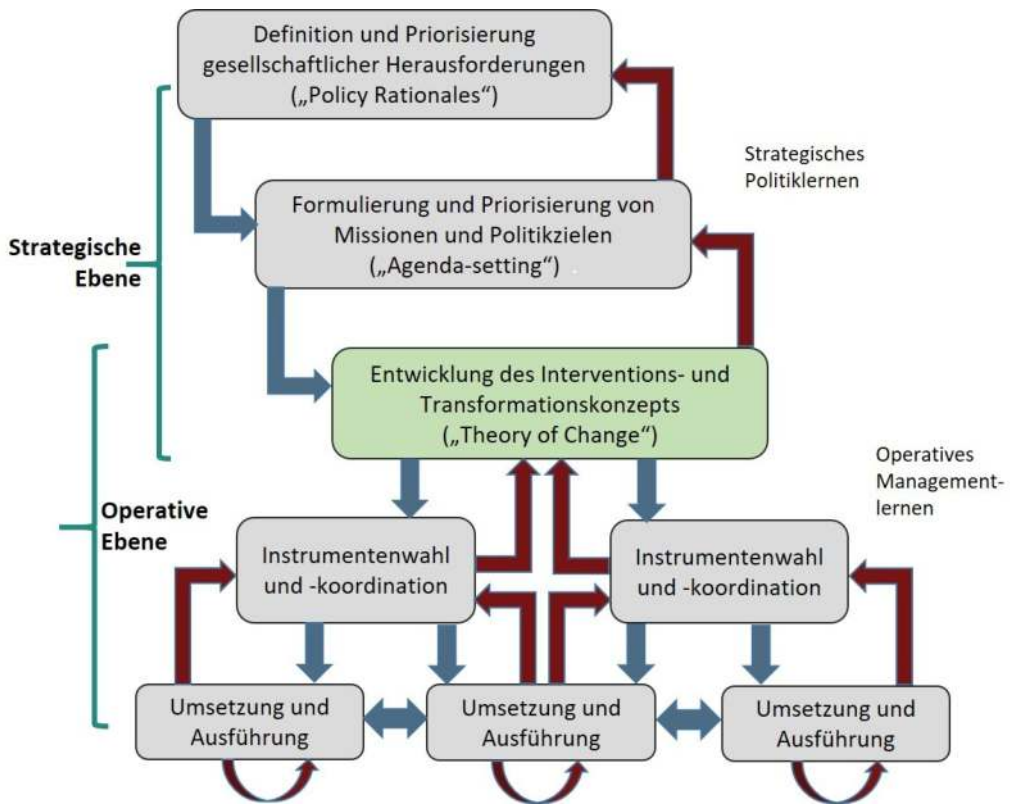 Definition und Priorisierung
gesellschaftlicher Herausforderungen
(„Policy Rationales“)
Strategisches
Politiklernen
Formulierung und Priorisierung von
Missionen und Politikzielen
(„Agenda-setting“)
Strategische
Ebene
Entwicklung des Interventions- und
Transformationskonzepts
(„Theory of Change“)
Operatives
Management-
lernen
Operative
Ebene
Instrumentenwahl
und -koordination
Instrumentenwahl
und -koordination
Umsetzung und
Ausführung
Umsetzung und
Ausführung
Umsetzung und
Ausführung